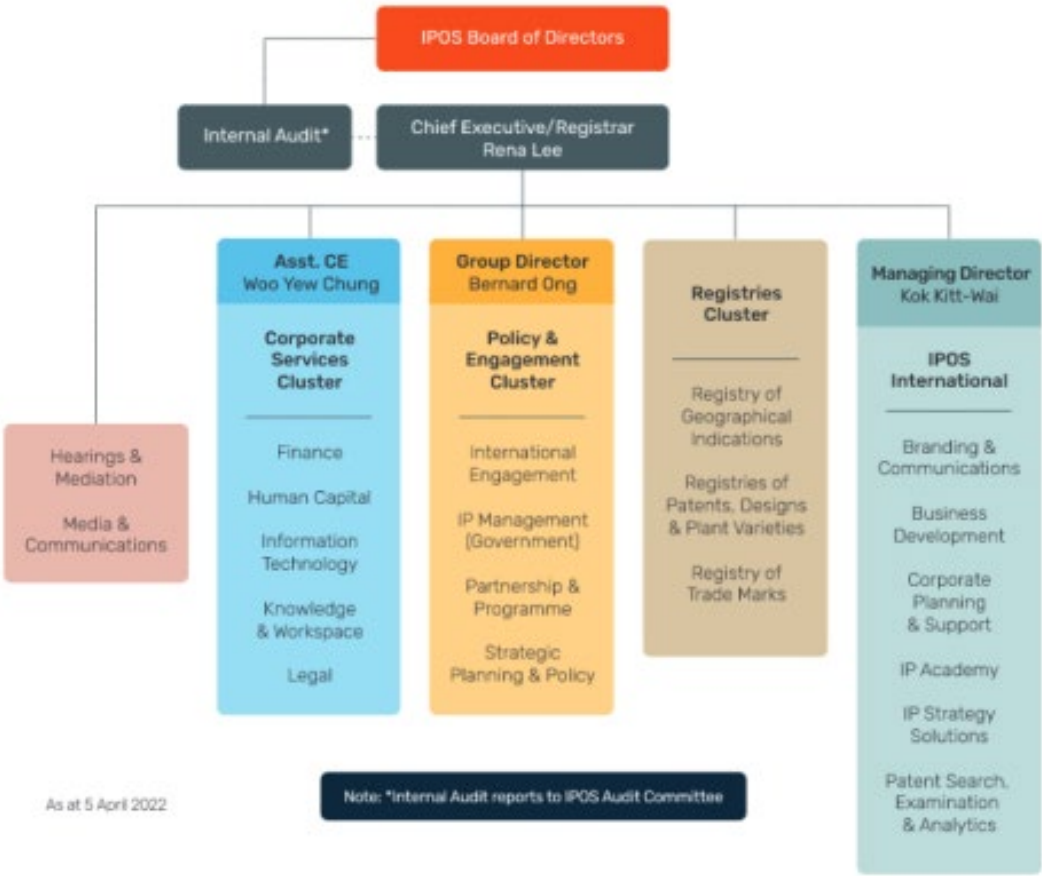 IPOS Board of Directors
Internal Audit*
Chief Executive/Registrar
Rena Lee
Hearings &
Mediation
Media &
Communications
Asst. CE
Woo Yew Chung
Corporate
Services
Cluster
Finance
Human Capital
Information
Technology
Knowledge
& Workspace
Legal
Group Director
Bernard Ong
Policy &
Engagement
Cluster
International
Engagement
IP Management
(Government)
Partnership &
Programme
Strategic
Planning & Policy
Registries
Cluster
Registry of
Geographical
Indications
Registries of
Patents, Designs
& Plant Varieties
Registry of
Trade Marks
Managing Director
Kok Kitt-Wai
IPOS
International
Branding &
Communications
Business
Development
Corporate
Planning
& Support
IP Academy
IP Strategy
Solutions
Patent Search,
Examination
& Analytics
As at 5 April 2022
Note: *Internal Audit reports to IPOS Audit Committee